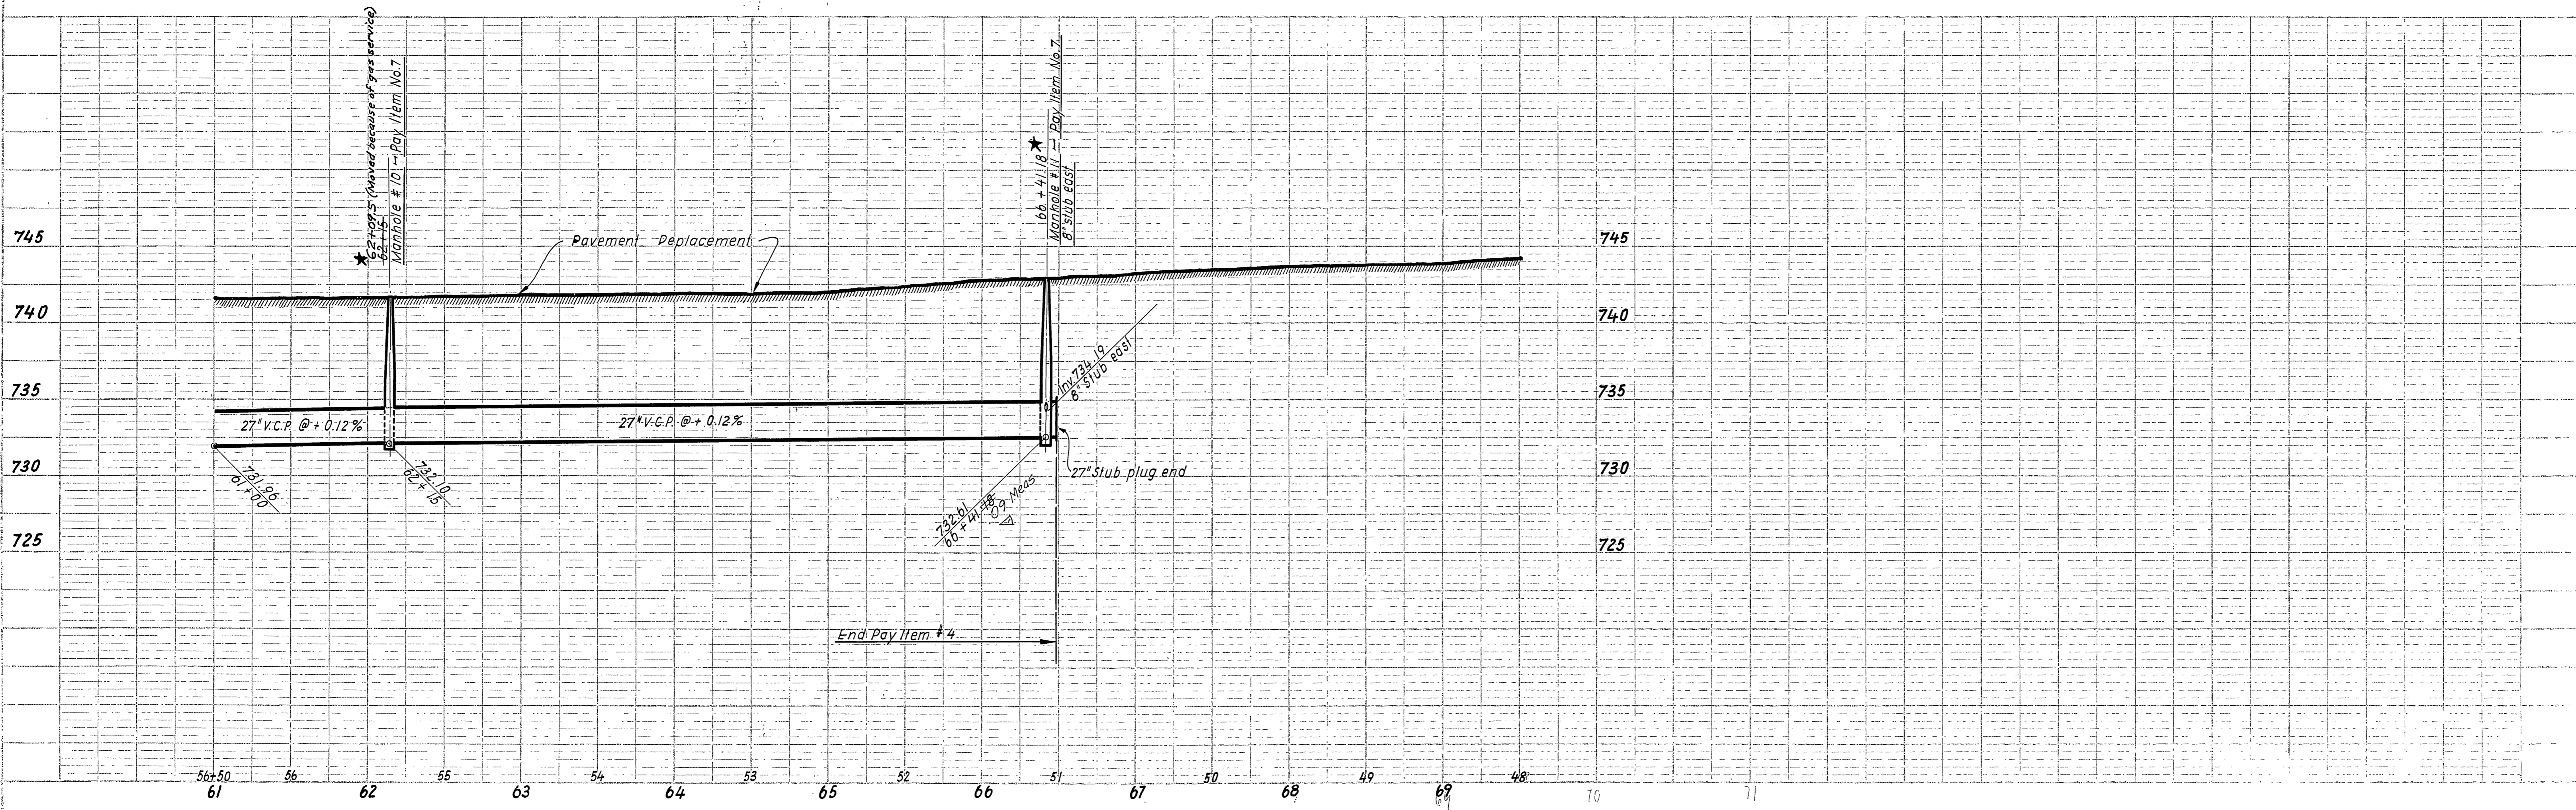 ★ 62+09.5 (Moved because of gas service)
62+15
Manhole # 10 ~ Pay Item No.7
★
66 + 41.18
Manhole # 11 ~ Pay Item No.7
8" stub east
745
740
735
730
725
Pavement Replacement
745
740
735
730
725
27" V.C.P. @ + 0.12%
27" V.C.P. @ + 0.12%
Inv. 734.19
8" Stub east
731.96
61+00
732.10
62 + 15
732.61
66 + 41.18
09 Meas
27" Stub plug end
End Pay Item # 4
56+50 56 55 54 53 52 51 50 49 48
61 62 63 64 65 66 67 68 69 70 71
69